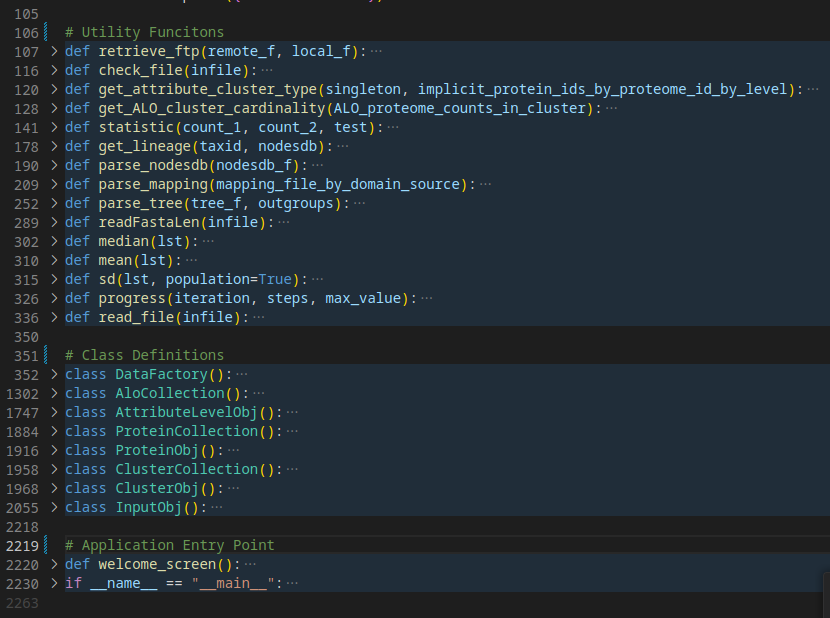 105
106 # Utility Funcitons
107 > def retrieve_ftp(remote_f, local_f): ···
116 > def check_file(infile): ···
120 > def get_attribute_cluster_type(singleton, implicit_protein_ids_by_proteome_id_by_level): ···
128 > def get_ALO_cluster_cardinality(ALO_proteome_counts_in_cluster): ···
141 > def statistic(count_1, count_2, test): ···
178 > def get_lineage(taxid, nodesdb): ···
190 > def parse_nodesdb(nodesdb_f): ···
209 > def parse_mapping(mapping_file_by_domain_source): ···
252 > def parse_tree(tree_f, outgroups): ···
289 > def readFastaLen(infile): ···
302 > def median(lst): ···
310 > def mean(lst): ···
315 > def sd(lst, population=True): ···
326 > def progress(iteration, steps, max_value): ···
336 > def read_file(infile): ···
350
351 # Class Definitions
352 > class DataFactory(): ···
1302 > class AloCollection(): ···
1747 > class AttributeLevelObj(): ···
1884 > class ProteinCollection(): ···
1916 > class ProteinObj(): ···
1958 > class ClusterCollection(): ···
1968 > class ClusterObj(): ···
2055 > class InputObj(): ···
2218
2219 # Application Entry Point
2220 > def welcome_screen(): ···
2230 > if __name__ == "__main__": ···
2263